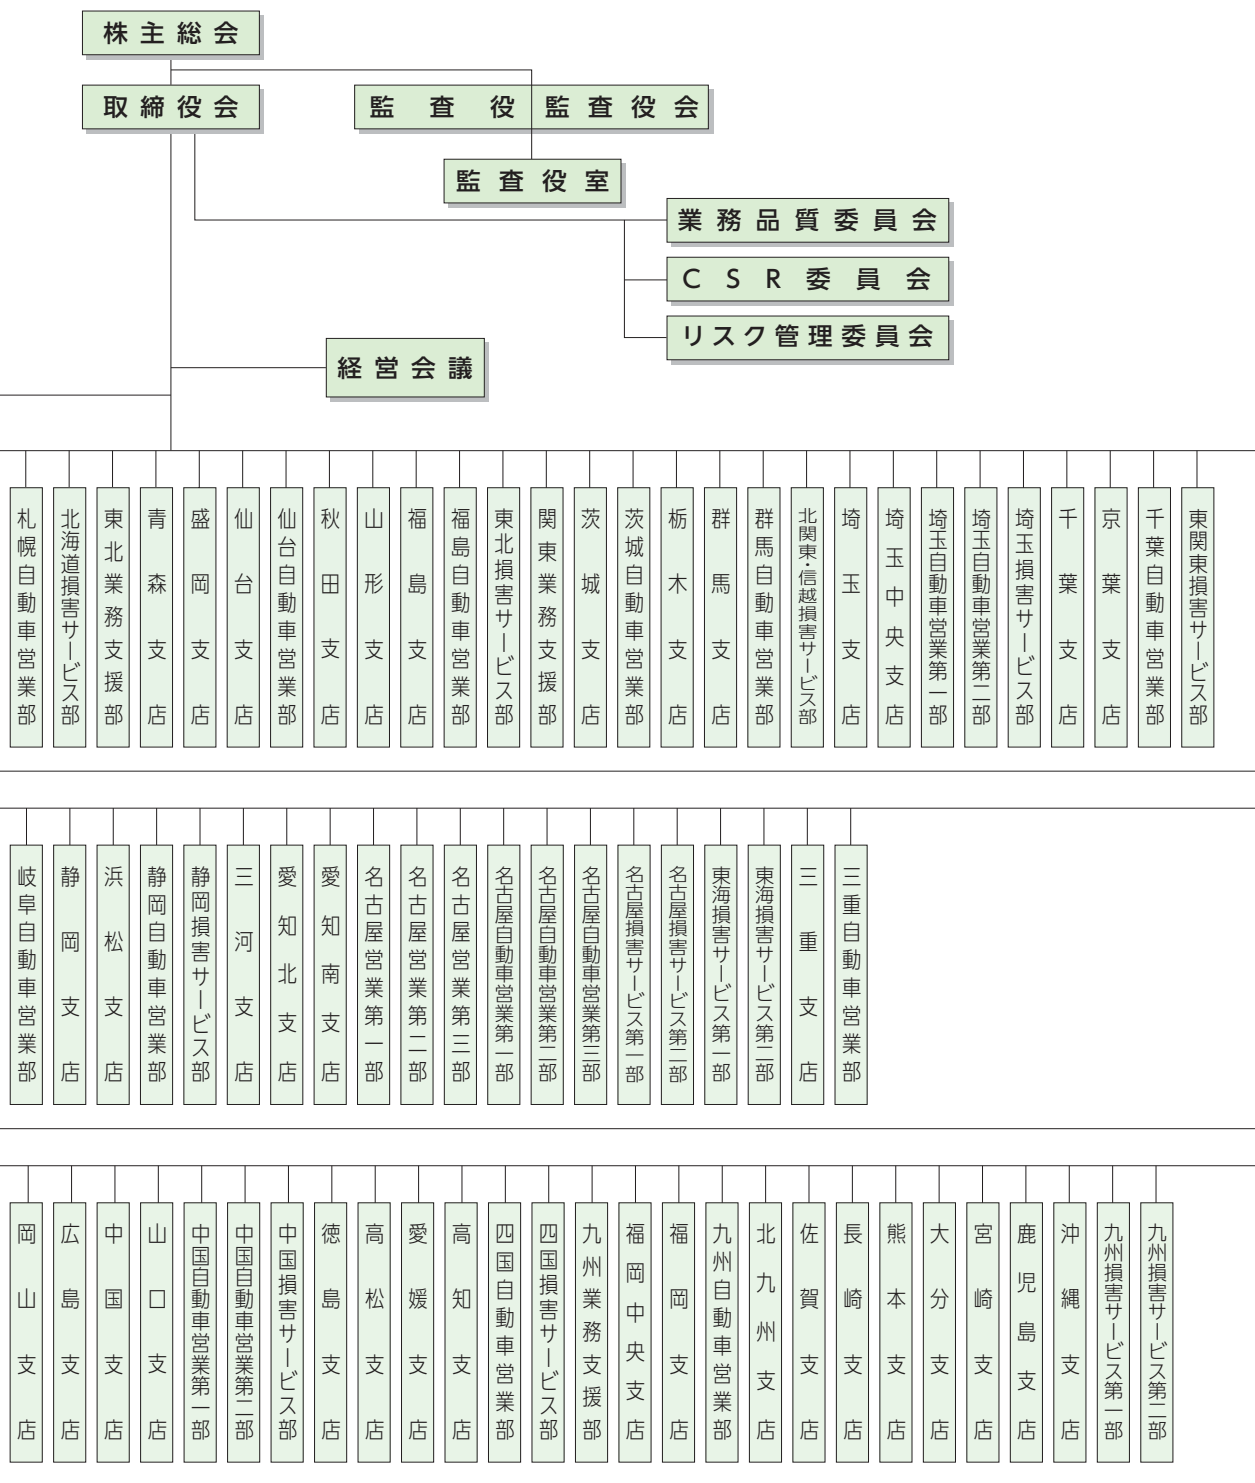 株主総会
取締役会
監査役
監査役会
監査役室
業務品質委員会
CSR委員会
リスク管理委員会
経営会議
札幌自動車営業部
北海道損害サービス部
東北業務支援部
青森支店
盛岡支店
仙台支店
仙台自動車営業部
秋田支店
山形支店
福島支店
福島自動車営業部
東北損害サービス部
関東業務支援部
茨城支店
茨城自動車営業部
栃木支店
群馬支店
群馬自動車営業部
北関東・信越損害サービス部
埼玉支店
埼玉中央支店
埼玉自動車営業第一部
埼玉自動車営業第二部
埼玉損害サービス部
千葉支店
京葉支店
千葉自動車営業部
東関東損害サービス部
岐阜自動車営業部
静岡支店
浜松支店
静岡自動車営業部
静岡損害サービス部
三河支店
愛知北支店
愛知南支店
名古屋営業第一部
名古屋営業第二部
名古屋営業第三部
名古屋自動車営業第一部
名古屋自動車営業第二部
名古屋自動車営業第三部
名古屋損害サービス第一部
名古屋損害サービス第二部
東海損害サービス第一部
東海損害サービス第二部
三重支店
三重自動車営業部
岡山支店
広島支店
中国支店
山口支店
中国自動車営業第一部
中国自動車営業第二部
中国損害サービス部
徳島支店
高松支店
愛媛支店
高知支店
四国自動車営業部
四国損害サービス部
九州業務支援部
福岡中央支店
福岡支店
九州自動車営業部
北九州支店
佐賀支店
長崎支店
熊本支店
大分支店
宮崎支店
鹿児島支店
沖縄支店
九州損害サービス第一部
九州損害サービス第二部